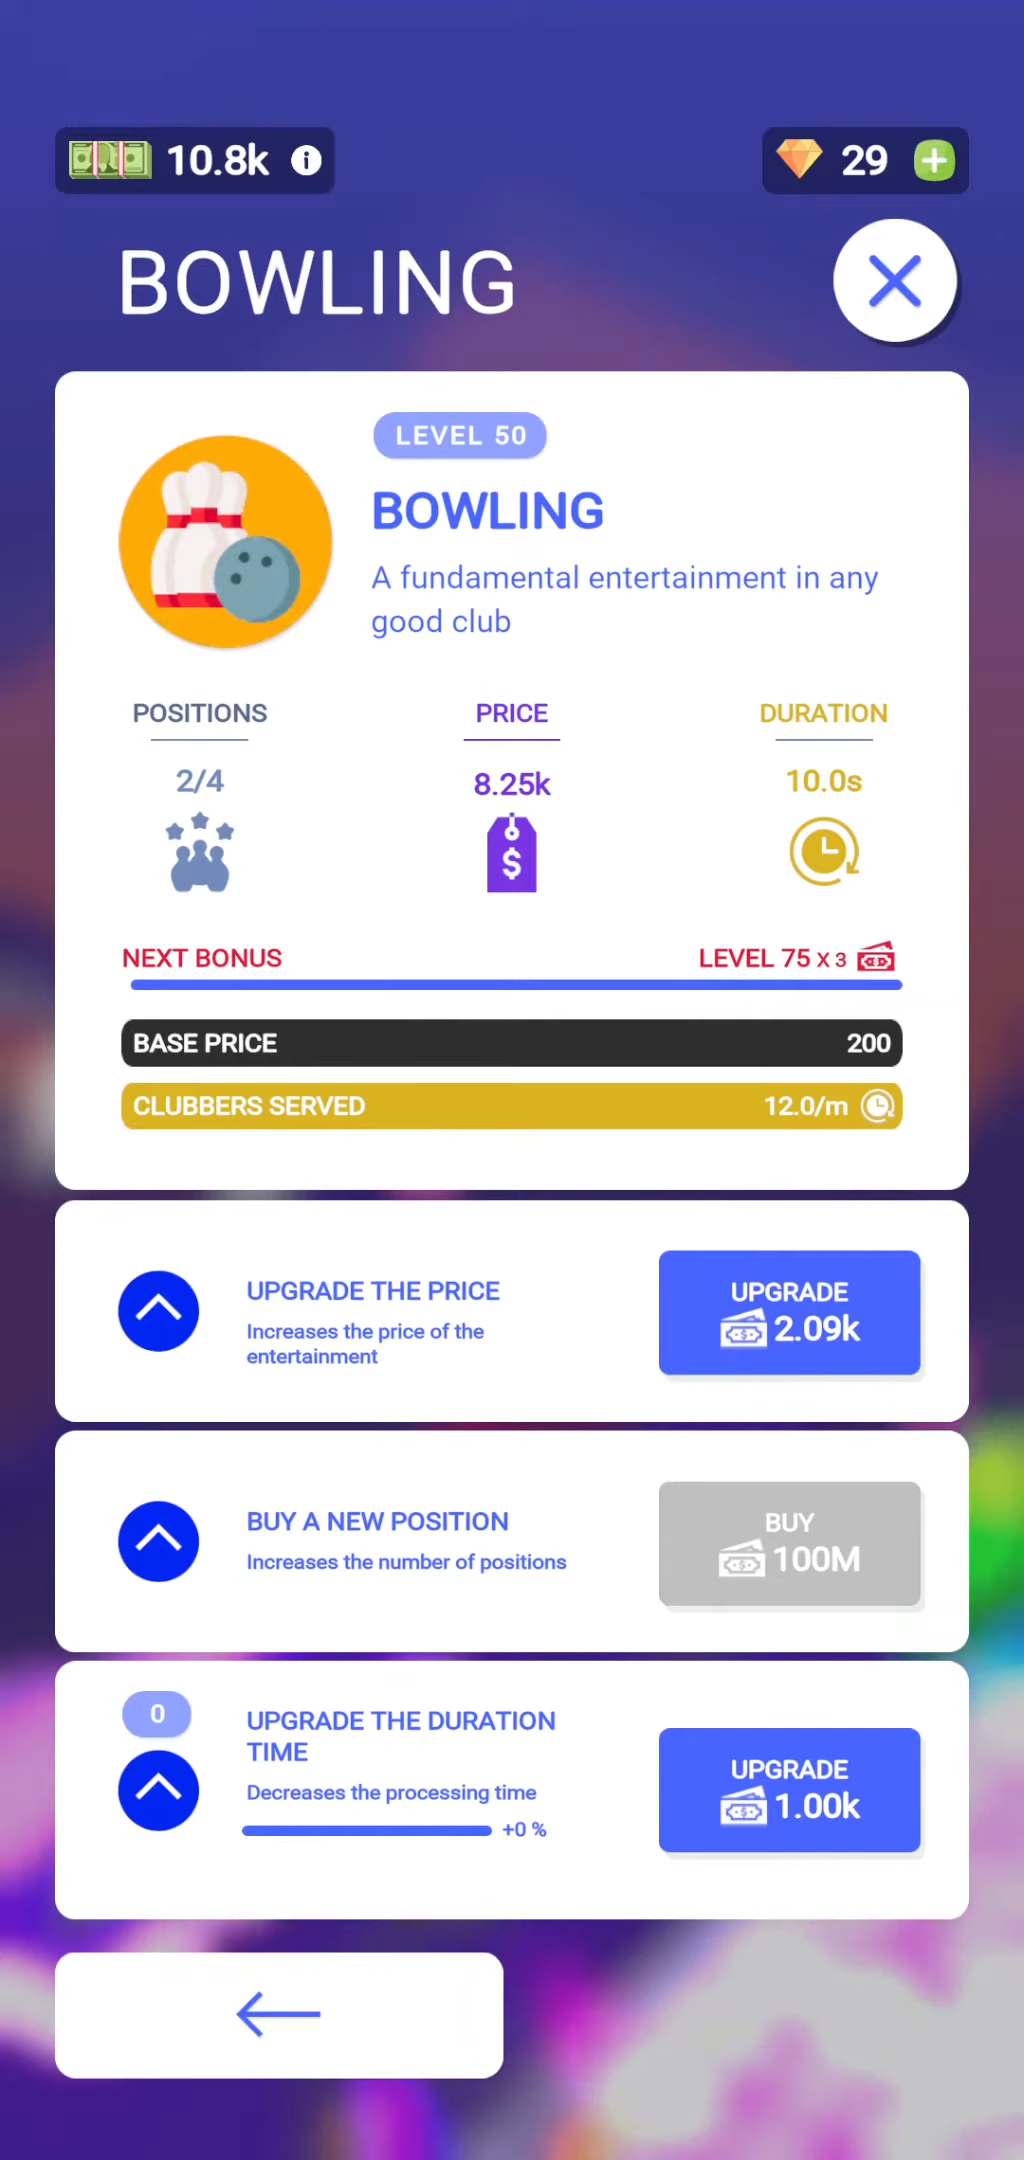 10.8k
29
BOWLING
LEVEL 50
BOWLING
A fundamental entertainment in any
good club
POSITIONS
PRICE
DURATION
2/4
8.25k
10.0s
NEXT BONUS
LEVEL 75 X 3
BASE PRICE
200
CLUBBERS SERVED
12.0/m
UPGRADE THE PRICE
Increases the price of the
entertainment
UPGRADE
2.09k
BUY A NEW POSITION
Increases the number of positions
BUY
100M
0
UPGRADE THE DURATION
TIME
Decreases the processing time
+0 %
UPGRADE
1.00k